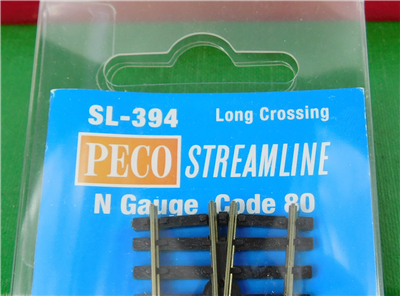 SL-394 Long Crossing
PECO STREAMLINE
N Gauge Code 80